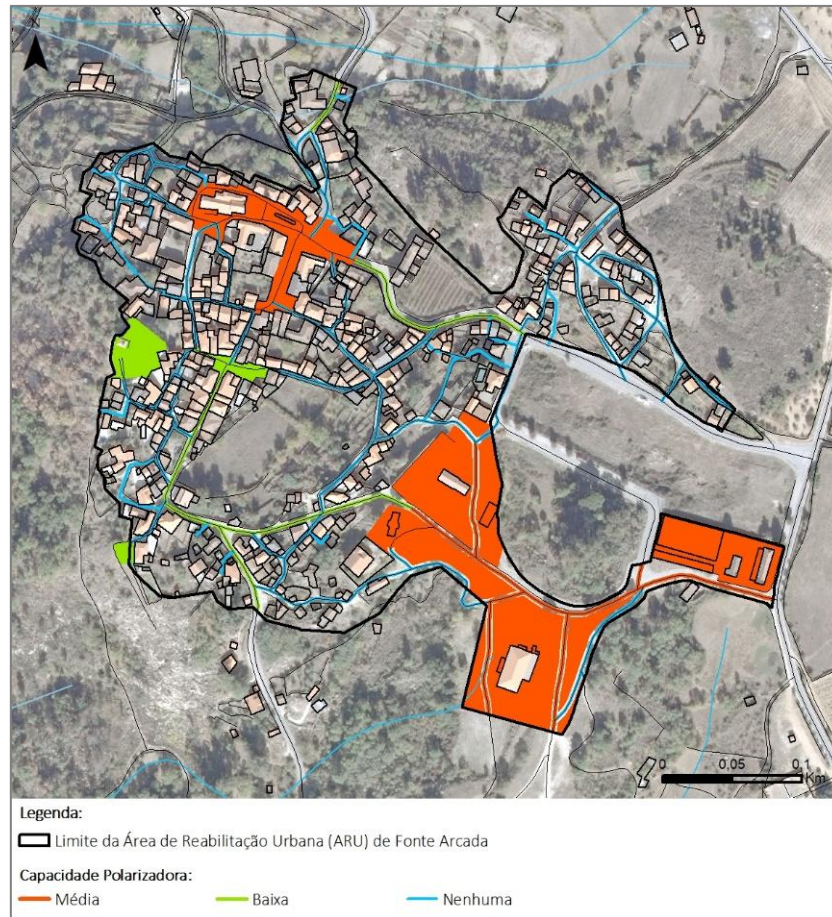 0 0.05 0.1
Km
Legenda:
Limite da Área de Reabilitação Urbana (ARU) de Fonte Arcada
Capacidade Polarizadora:
Média Baixa Nenhuma